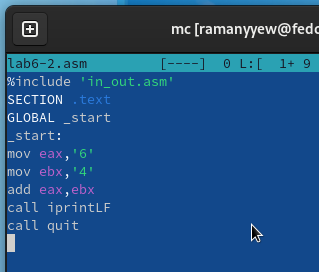 mc [ramanyyew@fedo
lab6-2.asm [----] 0 L:[ 1+ 9
%include 'in_out.asm'
SECTION .text
GLOBAL _start
_start:
mov eax,'6'
mov ebx,'4'
add eax,ebx
call iprintLF
call quit